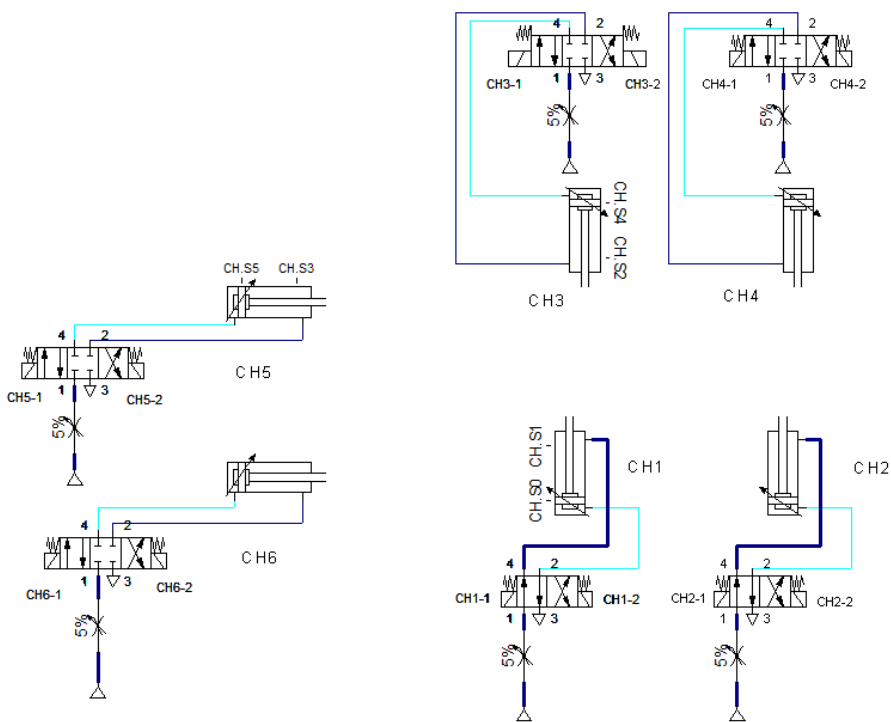 4 2
CH3-1 1 3 CH3-2
5%
CH.S4
CH.S2
CH3
4 2
CH4-1 1 3 CH4-2
5%
CH4
CH.S5 CH.S3
4 2
CH5
CH5-1 1 3 CH5-2
5%
4 2
CH6
CH6-1 1 3 CH6-2
5%
CH.S1
CH.S0
CH1
4 2
CH1-1 CH1-2
1 3
5%
CH2
4 2
CH2-1 CH2-2
1 3
5%